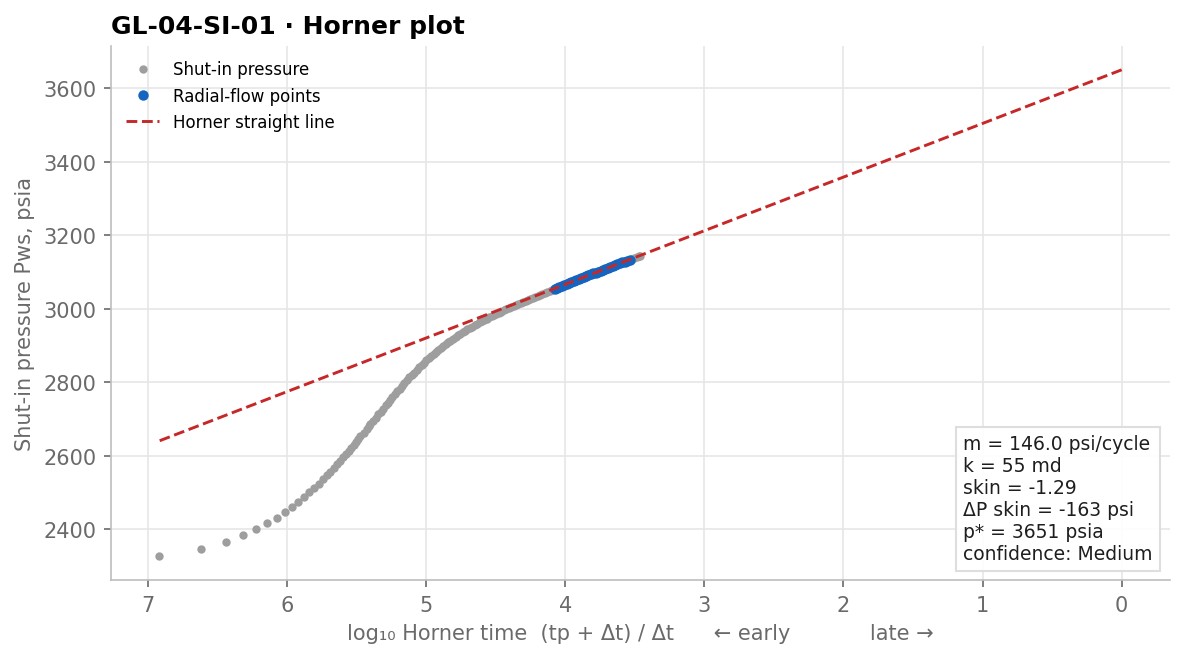 GL-04-SI-01 · Horner plot
Shut-in pressure
Radial-flow points
Horner straight line
Shut-in pressure Pws, psia
3600
3400
3200
3000
2800
2600
2400
m = 146.0 psi/cycle
k = 55 md
skin = -1.29
ΔP skin = -163 psi
p* = 3651 psia
confidence: Medium
7 6 5 4 3 2 1 0
log₁₀ Horner time (tp + Δt) / Δt ← early late →